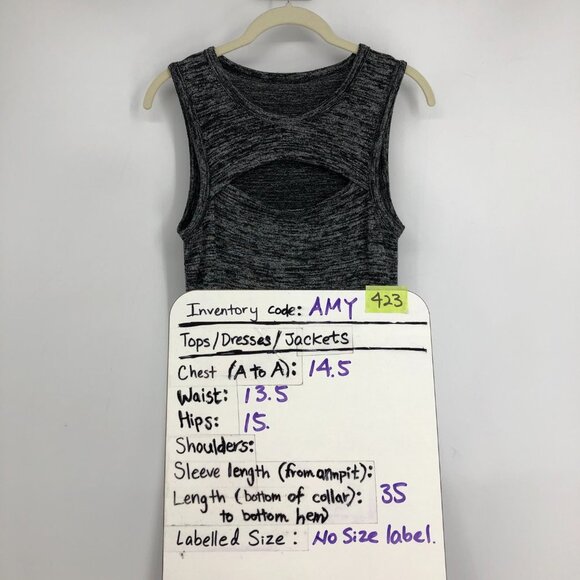 Inventory code: AMY 423
Tops/Dresses/Jackets
Chest (A to A): 14.5
Waist: 13.5
Hips: 15.
Shoulders:
Sleeve length (from armpit):
Length (bottom of collar): 35
to bottom hem)
Labelled Size: No Size label.